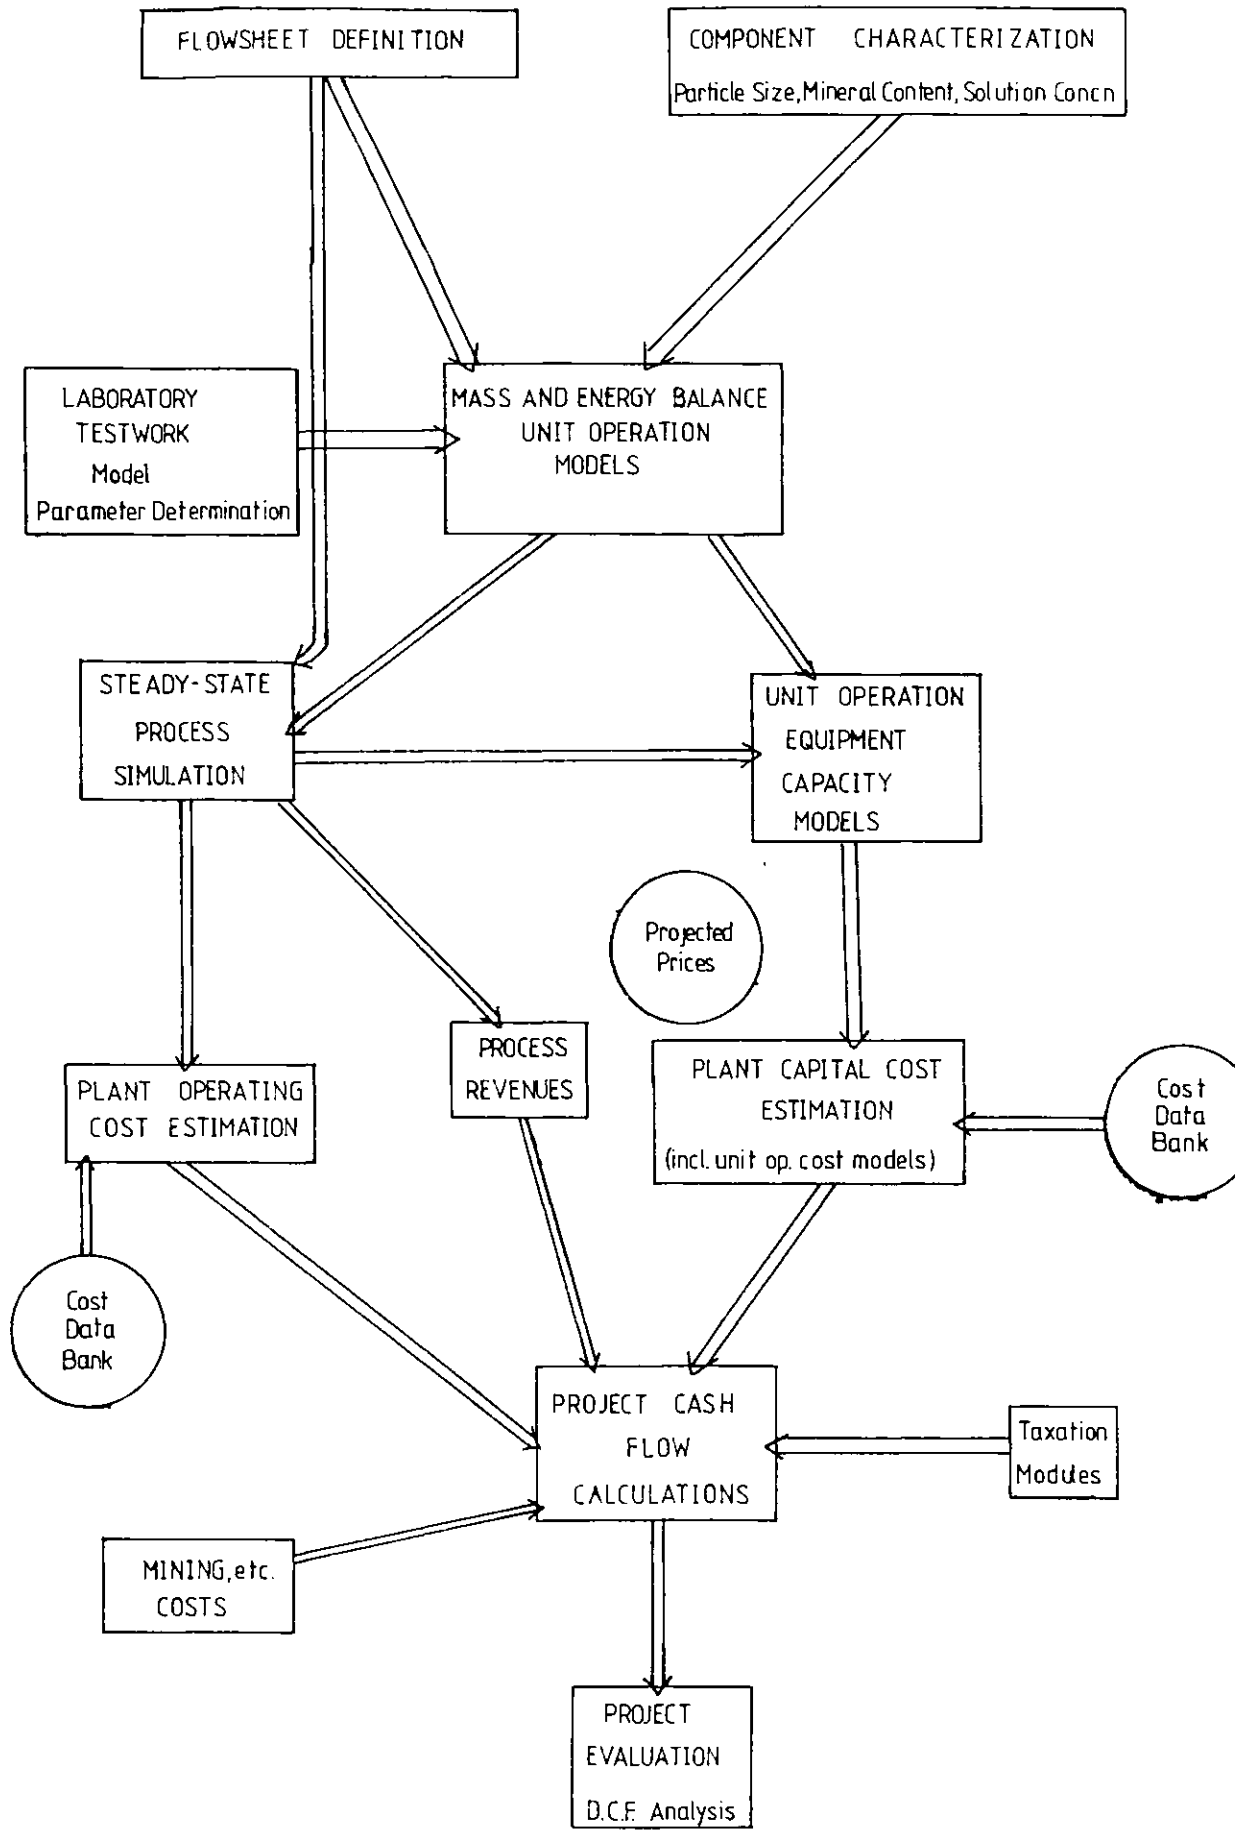 FLOWSHEET DEFINITION
COMPONENT CHARACTERIZATION
Particle Size, Mineral Content, Solution Concn
LABORATORY
TESTWORK
Model
Parameter Determination
MASS AND ENERGY BALANCE
UNIT OPERATION
MODELS
STEADY-STATE
PROCESS
SIMULATION
UNIT OPERATION
EQUIPMENT
CAPACITY
MODELS
Projected
Prices
PROCESS
REVENUES
PLANT OPERATING
COST ESTIMATION
PLANT CAPITAL COST
ESTIMATION
(incl. unit op. cost models)
Cost
Data
Bank
Cost
Data
Bank
PROJECT CASH
FLOW
CALCULATIONS
Taxation
Modules
MINING, etc.
COSTS
PROJECT
EVALUATION
D.C.F. Analysis